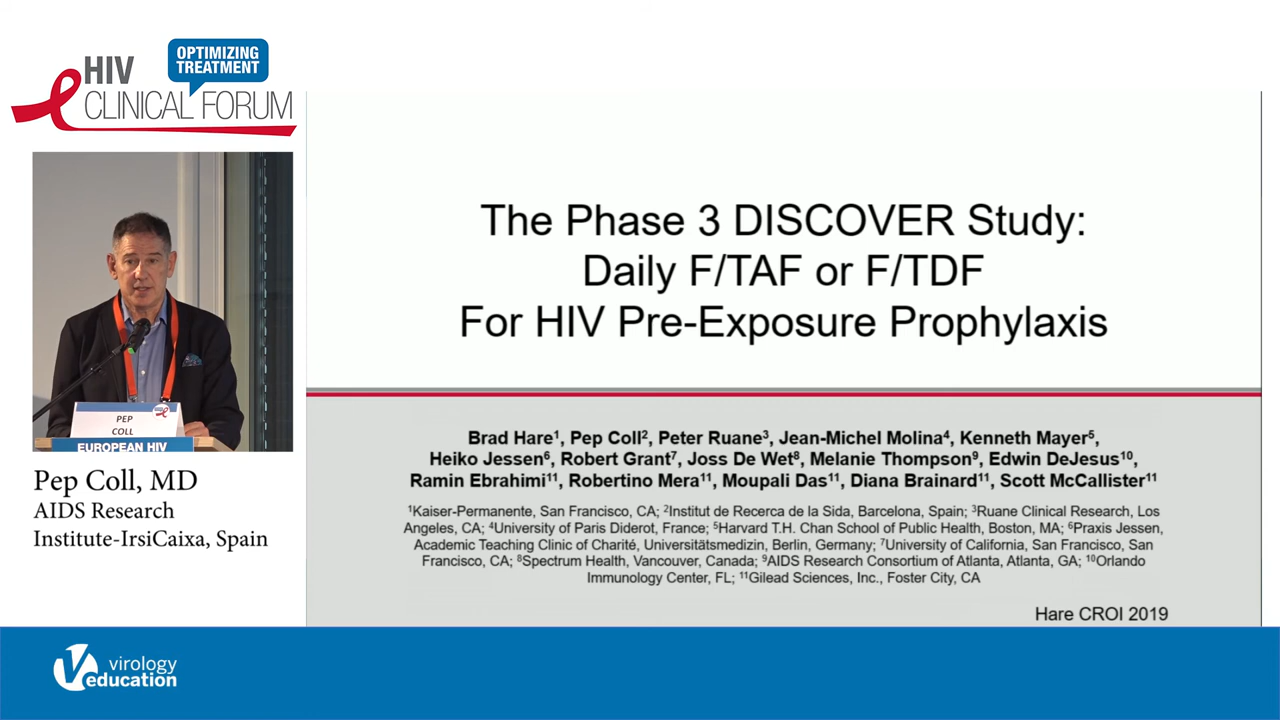 OPTIMIZING
TREATMENT
HIV
CLINICAL FORUM
PEP
COLL
EUROPEAN HIV
Pep Coll, MD
AIDS Research
Institute-IrsiCaixa, Spain
The Phase 3 DISCOVER Study:
Daily F/TAF or F/TDF
For HIV Pre-Exposure Prophylaxis
Brad Hare¹, Pep Coll², Peter Ruane³, Jean-Michel Molina⁴, Kenneth Mayer⁵,
Heiko Jessen⁶, Robert Grant⁷, Joss De Wet⁸, Melanie Thompson⁹, Edwin DeJesus¹⁰,
Ramin Ebrahimi¹¹, Robertino Mera¹¹, Moupali Das¹¹, Diana Brainard¹¹, Scott McCallister¹¹
¹Kaiser-Permanente, San Francisco, CA; ²Institut de Recerca de la Sida, Barcelona, Spain; ³Ruane Clinical Research, Los
Angeles, CA; ⁴University of Paris Diderot, France; ⁵Harvard T.H. Chan School of Public Health, Boston, MA; ⁶Praxis Jessen,
Academic Teaching Clinic of Charité, Universitätsmedizin, Berlin, Germany; ⁷University of California, San Francisco, San
Francisco, CA; ⁸Spectrum Health, Vancouver, Canada; ⁹AIDS Research Consortium of Atlanta, Atlanta, GA; ¹⁰Orlando
Immunology Center, FL; ¹¹Gilead Sciences, Inc., Foster City, CA
Hare CROI 2019
virology
education